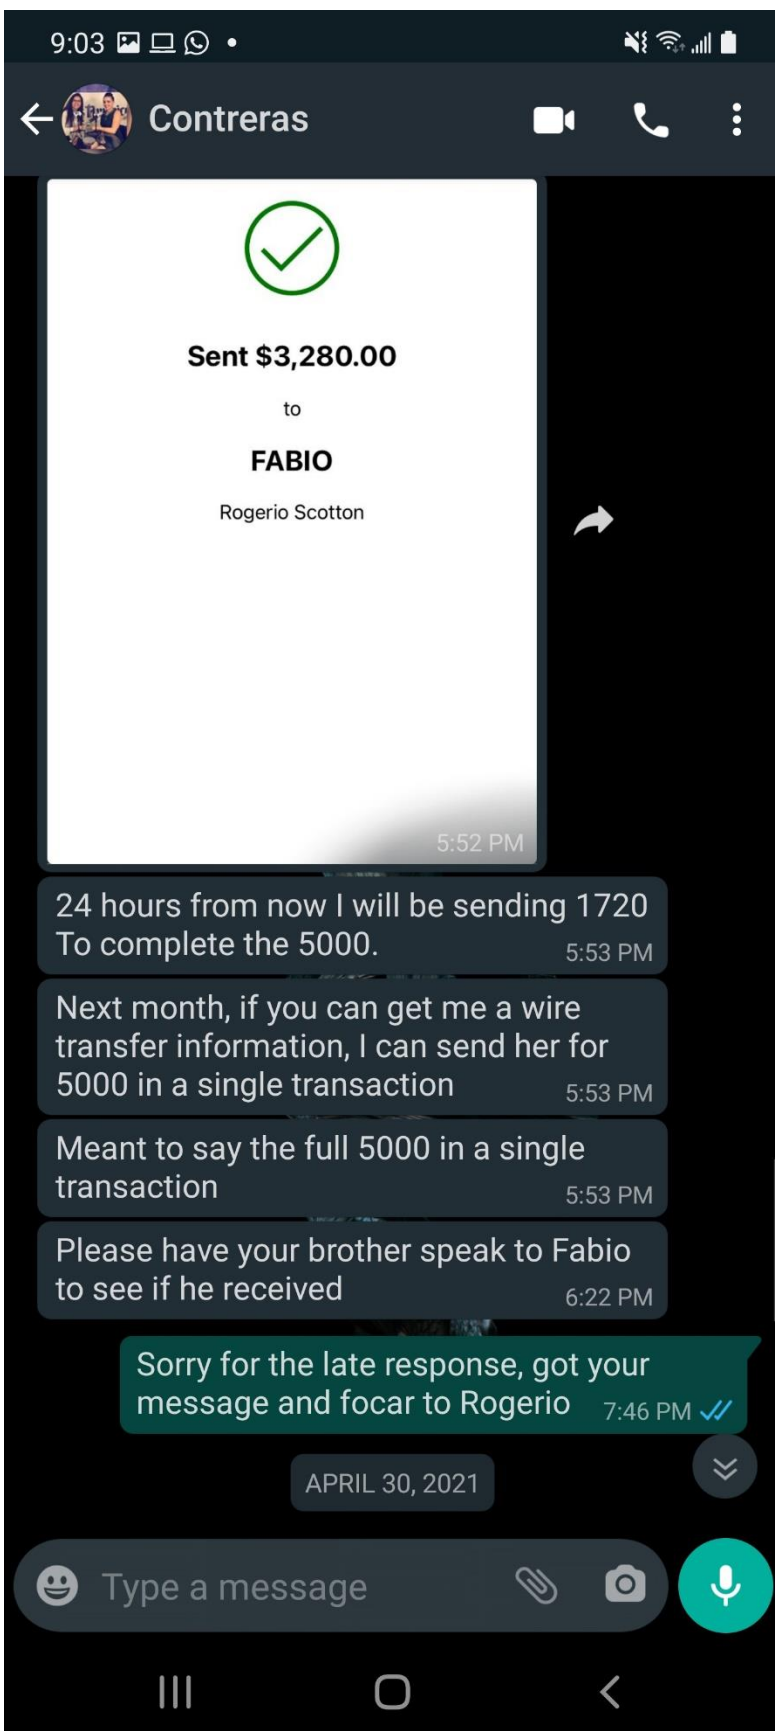 9:03
Contreras
Sent $3,280.00
to
FABIO
Rogerio Scotton
5:52 PM
24 hours from now I will be sending 1720
To complete the 5000.
5:53 PM
Next month, if you can get me a wire
transfer information, I can send her for
5000 in a single transaction
5:53 PM
Meant to say the full 5000 in a single
transaction
5:53 PM
Please have your brother speak to Fabio
to see if he received
6:22 PM
Sorry for the late response, got your
message and focar to Rogerio
7:46 PM
APRIL 30, 2021
Type a message